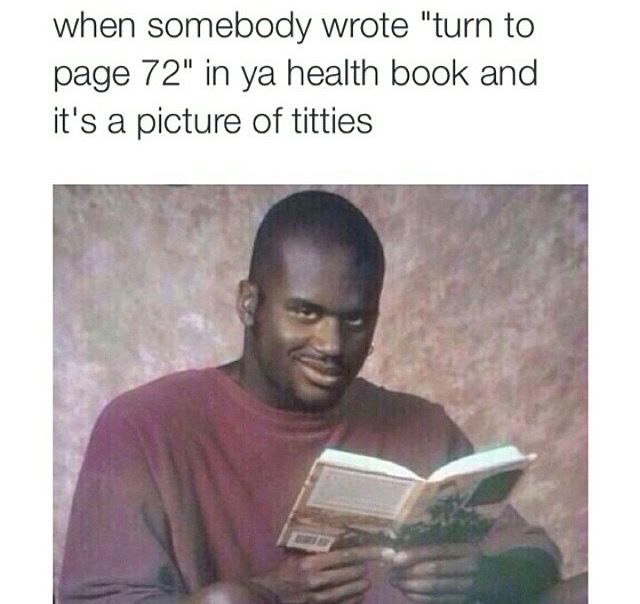 when somebody wrote "turn to
page 72" in ya health book and
it's a picture of titties